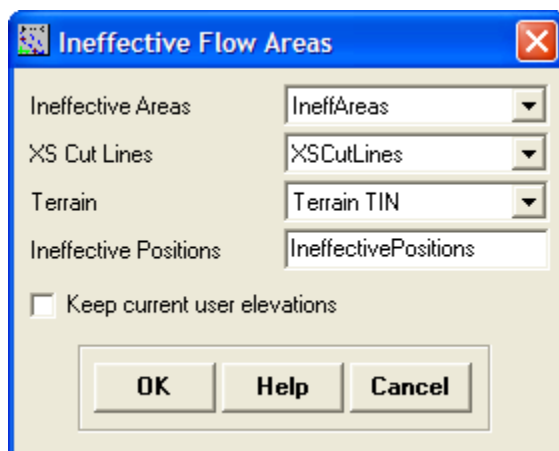 Ineffective Flow Areas
Ineffective Areas IneffAreas
XS Cut Lines XSCutLines
Terrain Terrain TIN
Ineffective Positions IneffectivePositions
Keep current user elevations
OK Help Cancel